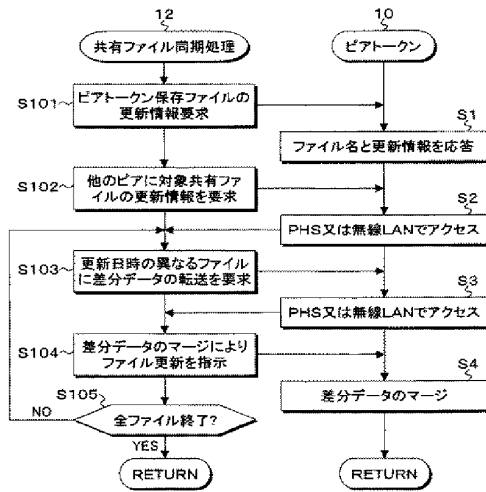 12
共有ファイル同期処理
S101
ピアトークン保存ファイルの
更新情報要求
S102
他のピアに対象共有ファ
イルの更新情報を要求
S103
更新日時の異なるファイル
に差分データの転送を要求
S104
差分データのマージにより
ファイル更新を指示
S105
全ファイル終了?
NO
YES
RETURN
10
ピアトークン
S1
ファイル名と更新情報を応答
S2
PHS又は無線LANでアクセス
S3
PHS又は無線LANでアクセス
S4
差分データのマージ
RETURN